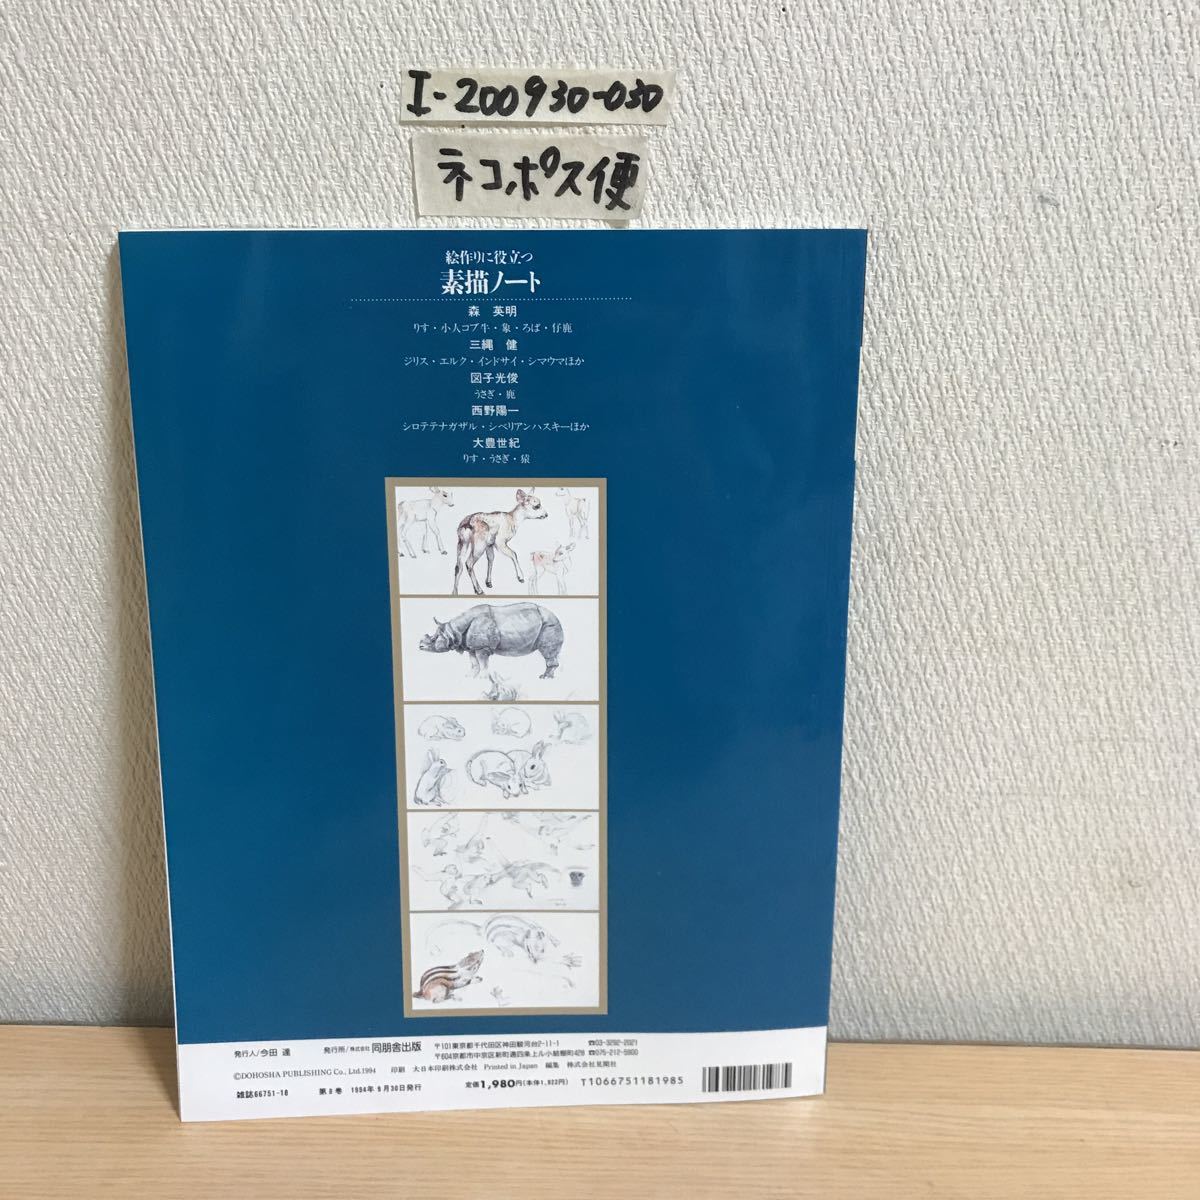 I-200930-030
ネコポス便
絵作りに役立つ
素描ノート
森 英明
りす・小人コブ牛・象・ろば・仔鹿
三縄 健
ジリス・エルク・インドサイ・シマウマほか
図子光俊
うさぎ・鹿
西野陽一
シロテテナガザル・シベリアンハスキーほか
大豊世紀
りす・うさぎ・猿
発行人/今田 達 発行所/株式会社 同朋舎出版 〒101東京都千代田区神田駿河台2-11-1 ☎03-3292-2021
〒604京都市中京区新町通四条上ル小結棚町428 ☎075-212-5900
©DOHOSHA PUBLISHING Co., Ltd.1994 印刷 大日本印刷株式会社 Printed in Japan 編集 株式会社見聞社
雑誌66751-18 第8巻 1994年9月30日発行 定価1,980円(本体1,922円) T1066751181985